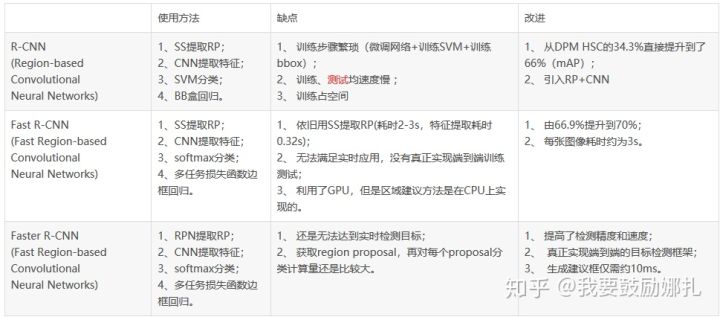 使用方法 缺点 改进
R-CNN
(Region-based
Convolutional
Neural Networks)
1、SS提取RP；
2、CNN提取特征；
3、SVM分类；
4、BB盒回归。
1、 训练步骤繁琐（微调网络+训练SVM+训练
bbox）；
2、 训练、测试均速度慢 ；
3、 训练占空间
1、 从DPM HSC的34.3%直接提升到了
66%（mAP）；
2、 引入RP+CNN
Fast R-CNN
(Fast Region-based
Convolutional
Neural Networks)
1、SS提取RP；
2、CNN提取特征；
3、softmax分类；
4、多任务损失函数边
框回归。
1、 依旧用SS提取RP(耗时2-3s，特征提取耗时
0.32s)；
2、 无法满足实时应用，没有真正实现端到端训练
测试；
3、 利用了GPU，但是区域建议方法是在CPU上实
现的。
1、 由66.9%提升到70%；
2、 每张图像耗时约为3s。
Faster R-CNN
(Fast Region-based
Convolutional
Neural Networks)
1、RPN提取RP；
2、CNN提取特征；
3、softmax分类；
4、多任务损失函数边
框回归。
1、 还是无法达到实时检测目标；
2、 获取region proposal，再对每个proposal分
类计算量还是比较大。
1、 提高了检测精度和速度；
2、 真正实现端到端的目标检测框架；
3、 生成建议框仅需约10ms。
知乎 @我要鼓励娜扎